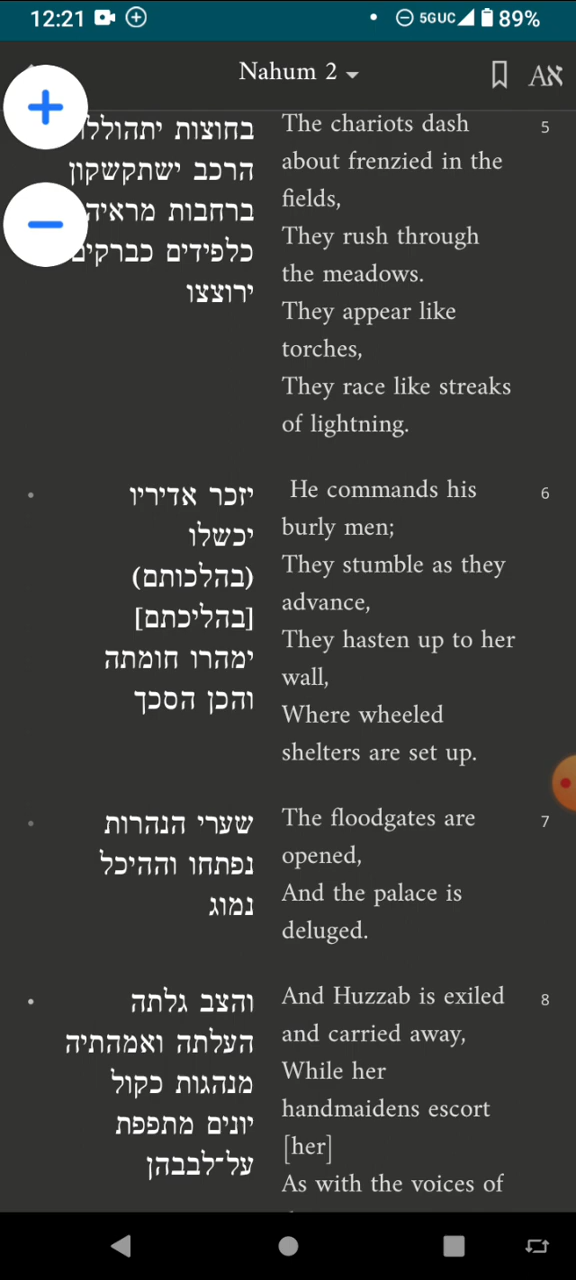 12:21 5GUC 89%
Nahum 2
Aא
בחוצות
הרכב ישתקשקון
ברחבות
כלפידים
ירוצצו
The chariots dash
about frenzied in the
fields,
They rush through
the meadows.
They appear like
torches,
They race like streaks
of lightning.
5
יזכר אדיריו
יכשלו
(בהלכותם)
[בהליכתם]
ימהרו חומתה
והכן הסכך
He commands his
burly men;
They stumble as they
advance,
They hasten up to her
wall,
Where wheeled
shelters are set up.
6
שערי הנהרות
נפתחו וההיכל
נמוג
The floodgates are
opened,
And the palace is
deluged.
7
והצב גלתה
העלתה ואמהתיה
מנהגות כקול
יונים מתפפת
על־לבבהן
And Huzzab is exiled
and carried away,
While her
handmaidens escort
[her]
As with the voices of
8